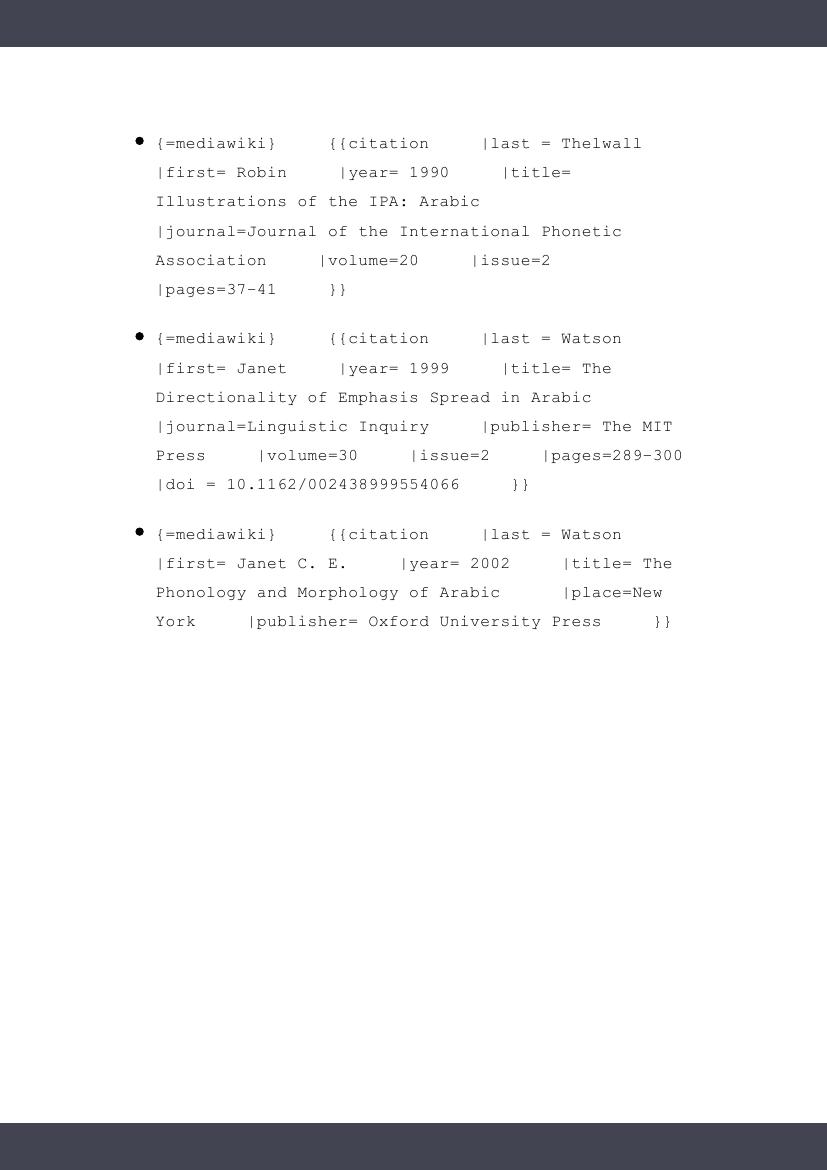 • {=mediawiki}     {{citation     |last = Thelwall
|first= Robin     |year= 1990     |title=
Illustrations of the IPA: Arabic
|journal=Journal of the International Phonetic
Association     |volume=20     |issue=2
|pages=37-41     }}
• {=mediawiki}     {{citation     |last = Watson
|first= Janet     |year= 1999     |title= The
Directionality of Emphasis Spread in Arabic
|journal=Linguistic Inquiry     |publisher= The MIT
Press     |volume=30     |issue=2     |pages=289-300
|doi = 10.1162/002438999554066     }}
• {=mediawiki}     {{citation     |last = Watson
|first= Janet C. E.     |year= 2002     |title= The
Phonology and Morphology of Arabic      |place=New
York     |publisher= Oxford University Press     }}